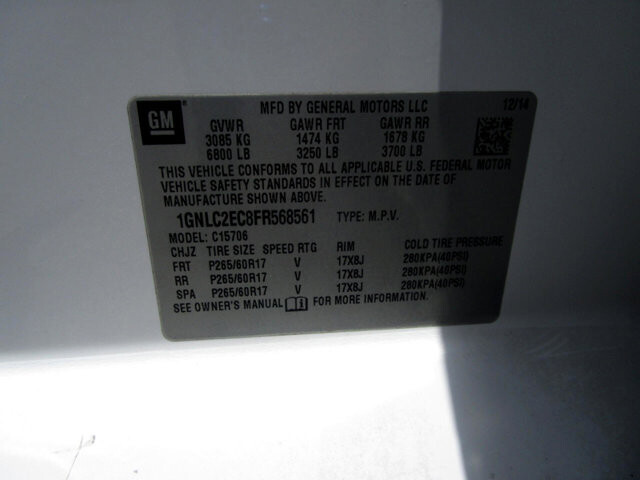 GM ® MFD BY GENERAL MOTORS LLC 12/14
GVWR GAWR FRT GAWR RR
3085 KG 1474 KG 1678 KG
6800 LB 3250 LB 3700 LB
THIS VEHICLE CONFORMS TO ALL APPLICABLE U.S. FEDERAL MOTOR
VEHICLE SAFETY STANDARDS IN EFFECT ON THE DATE OF
MANUFACTURE SHOWN ABOVE.
1GNLC2EC8FR568561 TYPE: M.P.V.
MODEL: C15706
CHJZ TIRE SIZE SPEED RTG RIM COLD TIRE PRESSURE
FRT P265/60R17 V 17X8J 280KPA(40PSI)
RR P265/60R17 V 17X8J 280KPA(40PSI)
SPA P265/60R17 V 17X8J 280KPA(40PSI)
SEE OWNER'S MANUAL FOR MORE INFORMATION.